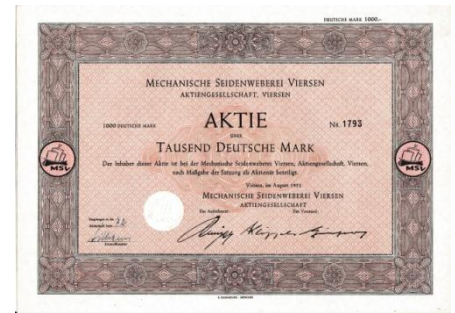 DEUTSCHE MARK 1000.-
MECHANISCHE SEIDENWEBEREI VIERSEN
AKTIENGESELLSCHAFT, VIERSEN
1000 DEUTSCHE MARK
AKTIE
NR. 1793
ÜBER
TAUSEND DEUTSCHE MARK
Der Inhaber dieser Aktie ist bei der Mechanische Seidenweberei Viersen, Aktiengesellschaft, Viersen,
nach Maßgabe der Satzung als Aktionär beteiligt.
Viersen, im August 1951
MECHANISCHE SEIDENWEBEREI VIERSEN
AKTIENGESELLSCHAFT
Der Aufsichtsrat: Der Vorstand:
MSV
MSV